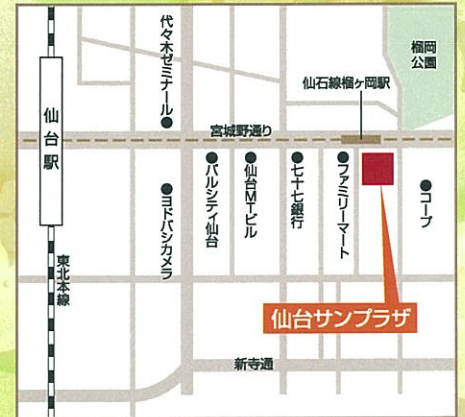 代々木ゼミナール
榴岡
公園
仙石線榴ヶ岡駅
仙台駅
宮城野通り
ヨドバシカメラ
パルシティ仙台
仙台MTビル
七十七銀行
ファミリーマート
コープ
東北本線
仙台サンプラザ
新寺通